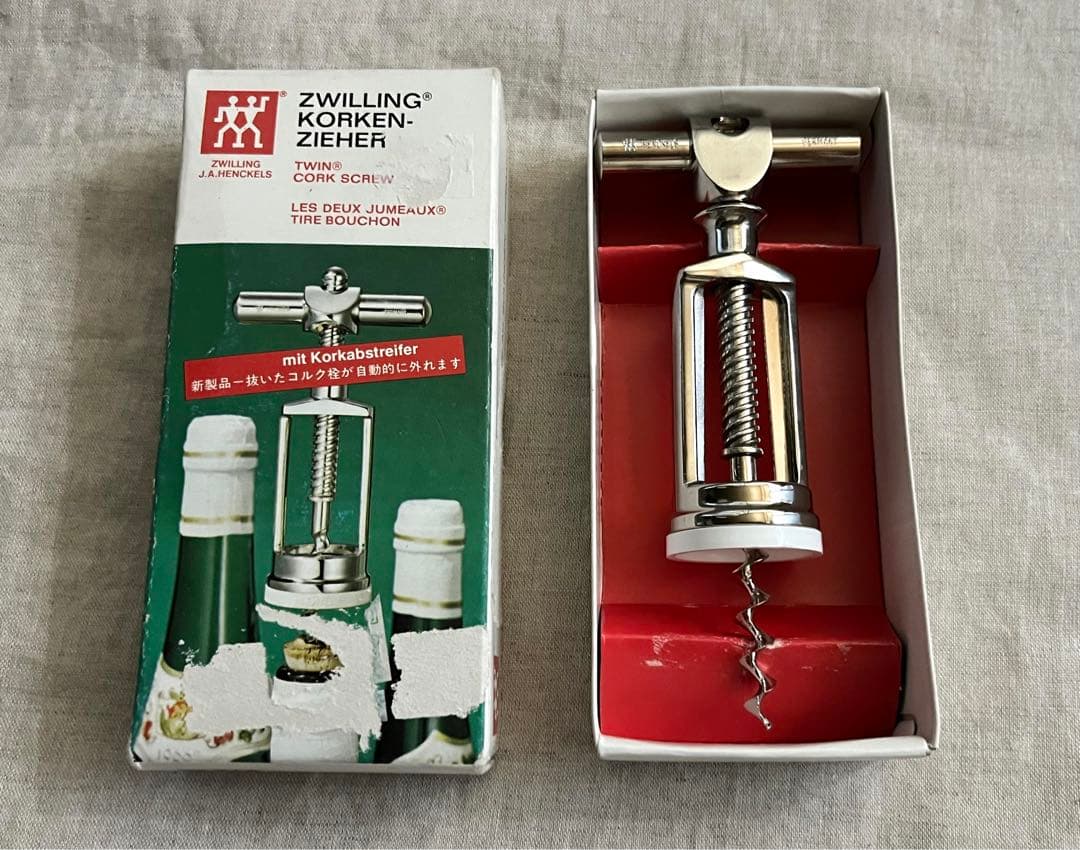 ZWILLING®
KORKEN-
ZIEHER
®
ZWILLING
J.A.HENCKELS
TWIN®
CORK SCREW
LES DEUX JUMEAUX®
TIRE BOUCHON
mit Korkabstreifer
新製品ー抜いたコルク栓が自動的に外れます
GERMANY